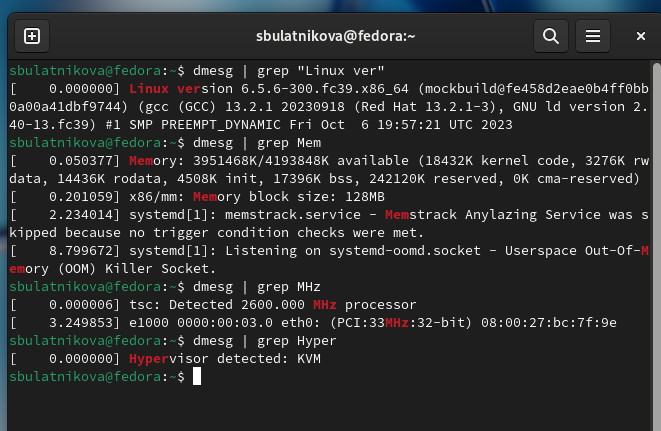 sbulatnikova@fedora:~
sbulatnikova@fedora:~$ dmesg | grep "Linux ver"
[    0.000000] Linux version 6.5.6-300.fc39.x86_64 (mockbuild@fe458d2eae0b4ff0bb
0a00a41dbf9744) (gcc (GCC) 13.2.1 20230918 (Red Hat 13.2.1-3), GNU ld version 2.
40-13.fc39) #1 SMP PREEMPT_DYNAMIC Fri Oct  6 19:57:21 UTC 2023
sbulatnikova@fedora:~$ dmesg | grep Mem
[    0.050377] Memory: 3951468K/4193848K available (18432K kernel code, 3276K rw
data, 14436K rodata, 4508K init, 17396K bss, 242120K reserved, 0K cma-reserved)
[    0.201059] x86/mm: Memory block size: 128MB
[    2.234014] systemd[1]: memstrack.service - Memstrack Anylazing Service was s
kipped because no trigger condition checks were met.
[    8.799672] systemd[1]: Listening on systemd-oomd.socket - Userspace Out-Of-M
emory (OOM) Killer Socket.
sbulatnikova@fedora:~$ dmesg | grep MHz
[    0.000006] tsc: Detected 2600.000 MHz processor
[    3.249853] e1000 0000:00:03.0 eth0: (PCI:33MHz:32-bit) 08:00:27:bc:7f:9e
sbulatnikova@fedora:~$ dmesg | grep Hyper
[    0.000000] Hypervisor detected: KVM
sbulatnikova@fedora:~$